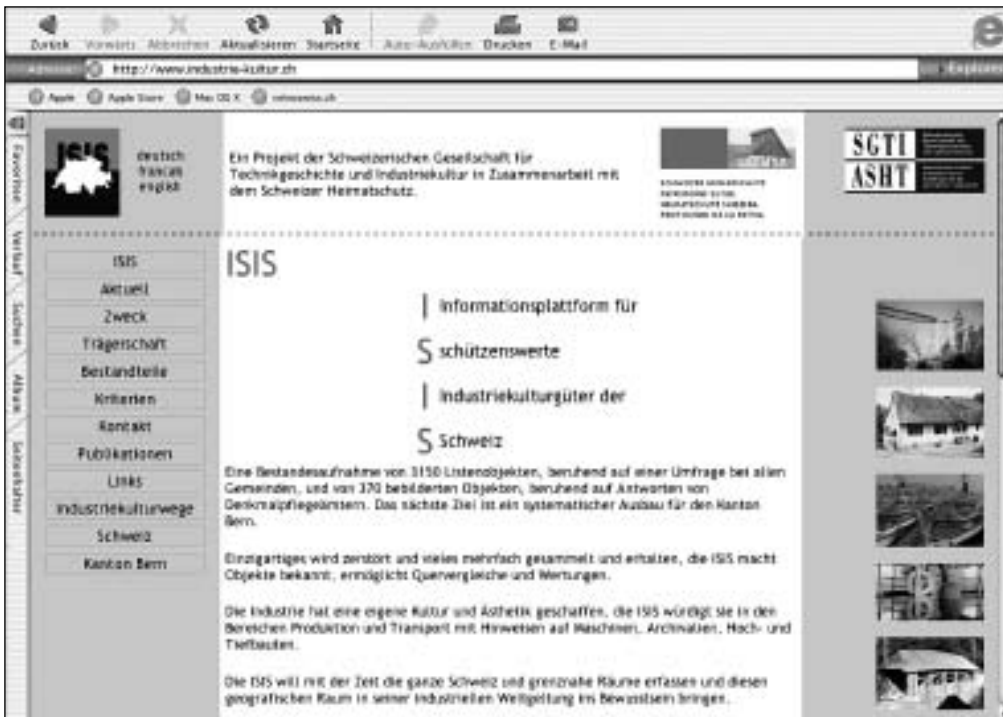 Zurück Vorwärts Abbrechen Aktualisieren Startseite Auto-Ausfüllen Drucken E-Mail
http://www.industrie-kultur.ch
Apple Apple Store Mac OS X
Favoriten
Verlauf
Suchen
Album
Seitenhalter
ISIS
deutsch
francais
english
Ein Projekt der Schweizerischen Gesellschaft für
Technikgeschichte und Industriekultur in Zusammenarbeit mit
dem Schweizer Heimatschutz.
SGTI
ASHT
ISIS
Aktuell
Zweck
Trägerschaft
Bestandteile
Kriterien
Kontakt
Publikationen
Links
Industriekulturwege
Schweiz
Kanton Bern
ISIS
I Informationsplattform für
S schützenswerte
I Industriekulturgüter der
S Schweiz
Eine Bestandesaufnahme von 3150 Listenobjekten, beruhend auf einer Umfrage bei allen
Gemeinden, und von 370 bebilderten Objekten, beruhend auf Antworten von
Denkmalpflegeämtern. Das nächste Ziel ist ein systematischer Ausbau für den Kanton
Bern.
Einzigartiges wird zerstört und vieles mehrfach gesammelt und erhalten, die ISIS macht
Objekte bekannt, ermöglicht Quervergleiche und Wertungen.
Die Industrie hat eine eigene Kultur und Ästhetik geschaffen, die ISIS würdigt sie in den
Bereichen Produktion und Transport mit Hinweisen auf Maschinen, Archivalien, Hoch- und
Tiefbauten.
Die ISIS will mit der Zeit die ganze Schweiz und grenznahe Räume erfassen und diesen
geografischen Raum in seiner industriellen Weltgeltung ins Bewusstsein bringen.